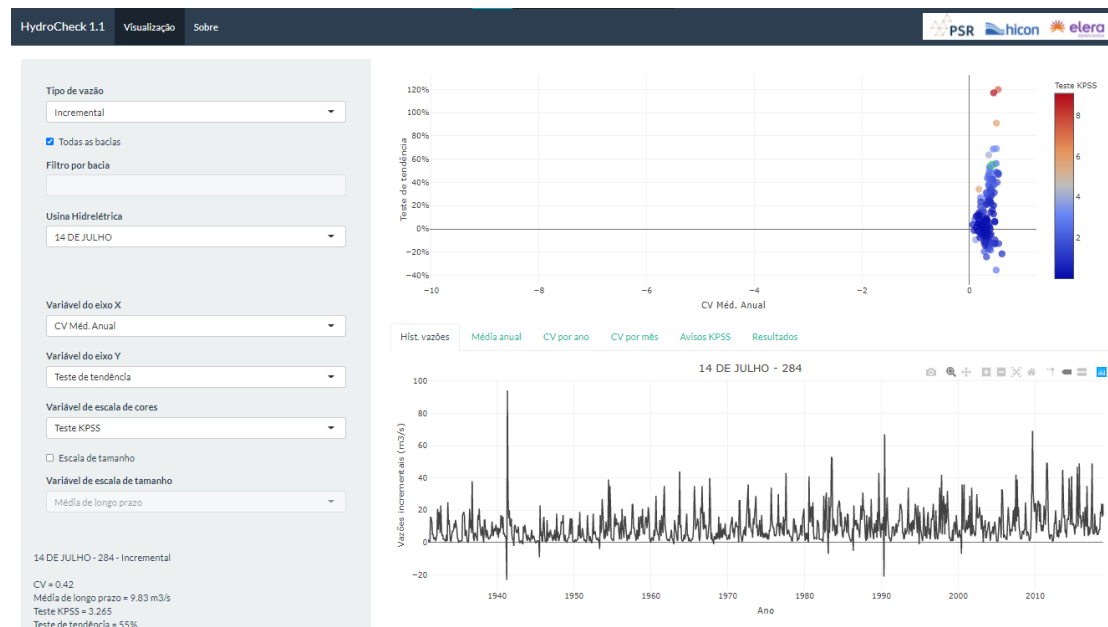 HydroCheck 1.1 Visualização Sobre
PSR hicon elera
Tipo de vazão
Incremental
Todas as bacias
Filtro por bacia
Usina Hidrelétrica
14 DE JULHO
Variável do eixo X
CV Méd. Anual
Variável do eixo Y
Teste de tendência
Variável de escala de cores
Teste KPSS
Escala de tamanho
Variável de escala de tamanho
Média de longo prazo
14 DE JULHO - 284 - Incremental
CV = 0.42
Média de longo prazo = 9.83 m3/s
Teste KPSS = 3.265
Teste de tendência = 55%
Teste de tendência
120%
100%
80%
60%
40%
20%
0%
−20%
−40%
−10 −8 −6 −4 −2 0
CV Méd. Anual
Teste KPSS
8
6
4
2
Hist. vazões Média anual CV por ano CV por mês Avisos KPSS Resultados
14 DE JULHO - 284
Vazões incrementais (m3/s)
100
80
60
40
20
0
−20
1940 1950 1960 1970 1980 1990 2000 2010
Ano